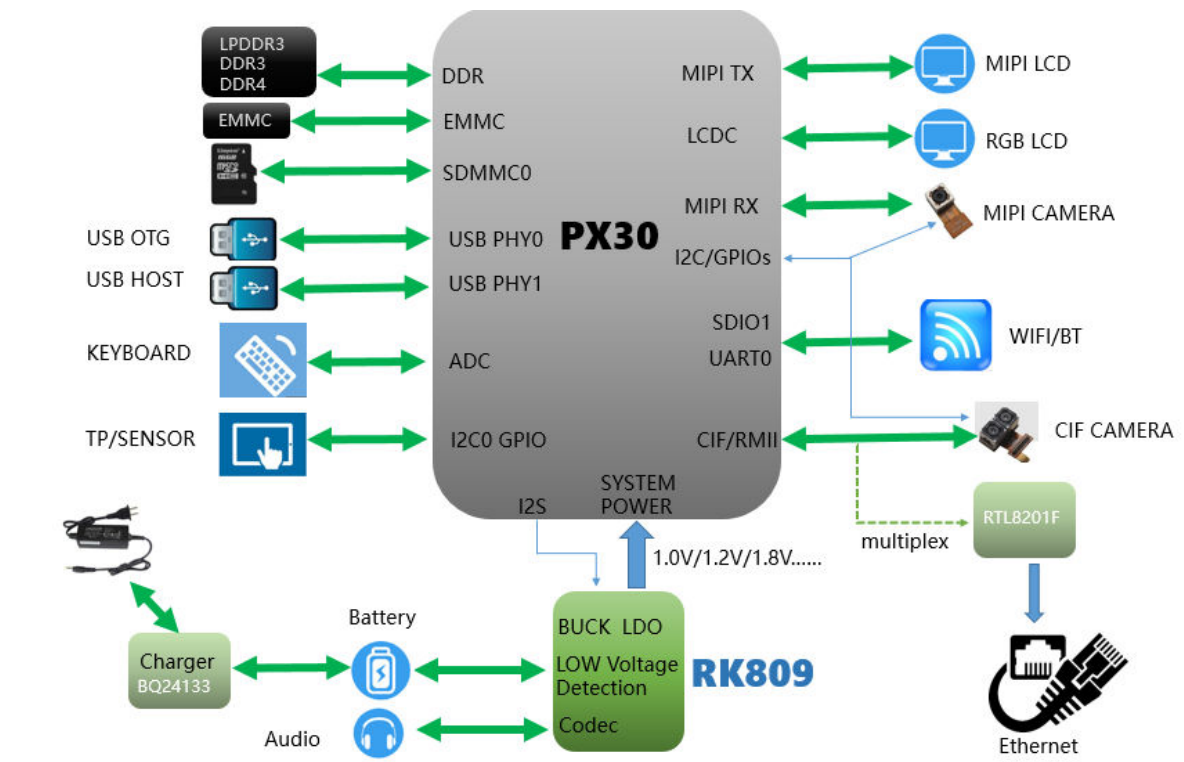 LPDDR3
DDR3
DDR4
EMMC
USB OTG
USB HOST
KEYBOARD
TP/SENSOR
DDR
EMMC
SDMMC0
USB PHY0
USB PHY1
ADC
I2C0 GPIO
PX30
MIPI TX
LCDC
MIPI RX
I2C/GPIOs
SDIO1
UART0
CIF/RMII
I2S
SYSTEM
POWER
MIPI LCD
RGB LCD
MIPI CAMERA
WIFI/BT
CIF CAMERA
multiplex
RTL8201F
Ethernet
1.0V/1.2V/1.8V......
Charger
BQ24133
Battery
Audio
BUCK LDO
LOW Voltage
Detection
Codec
RK809